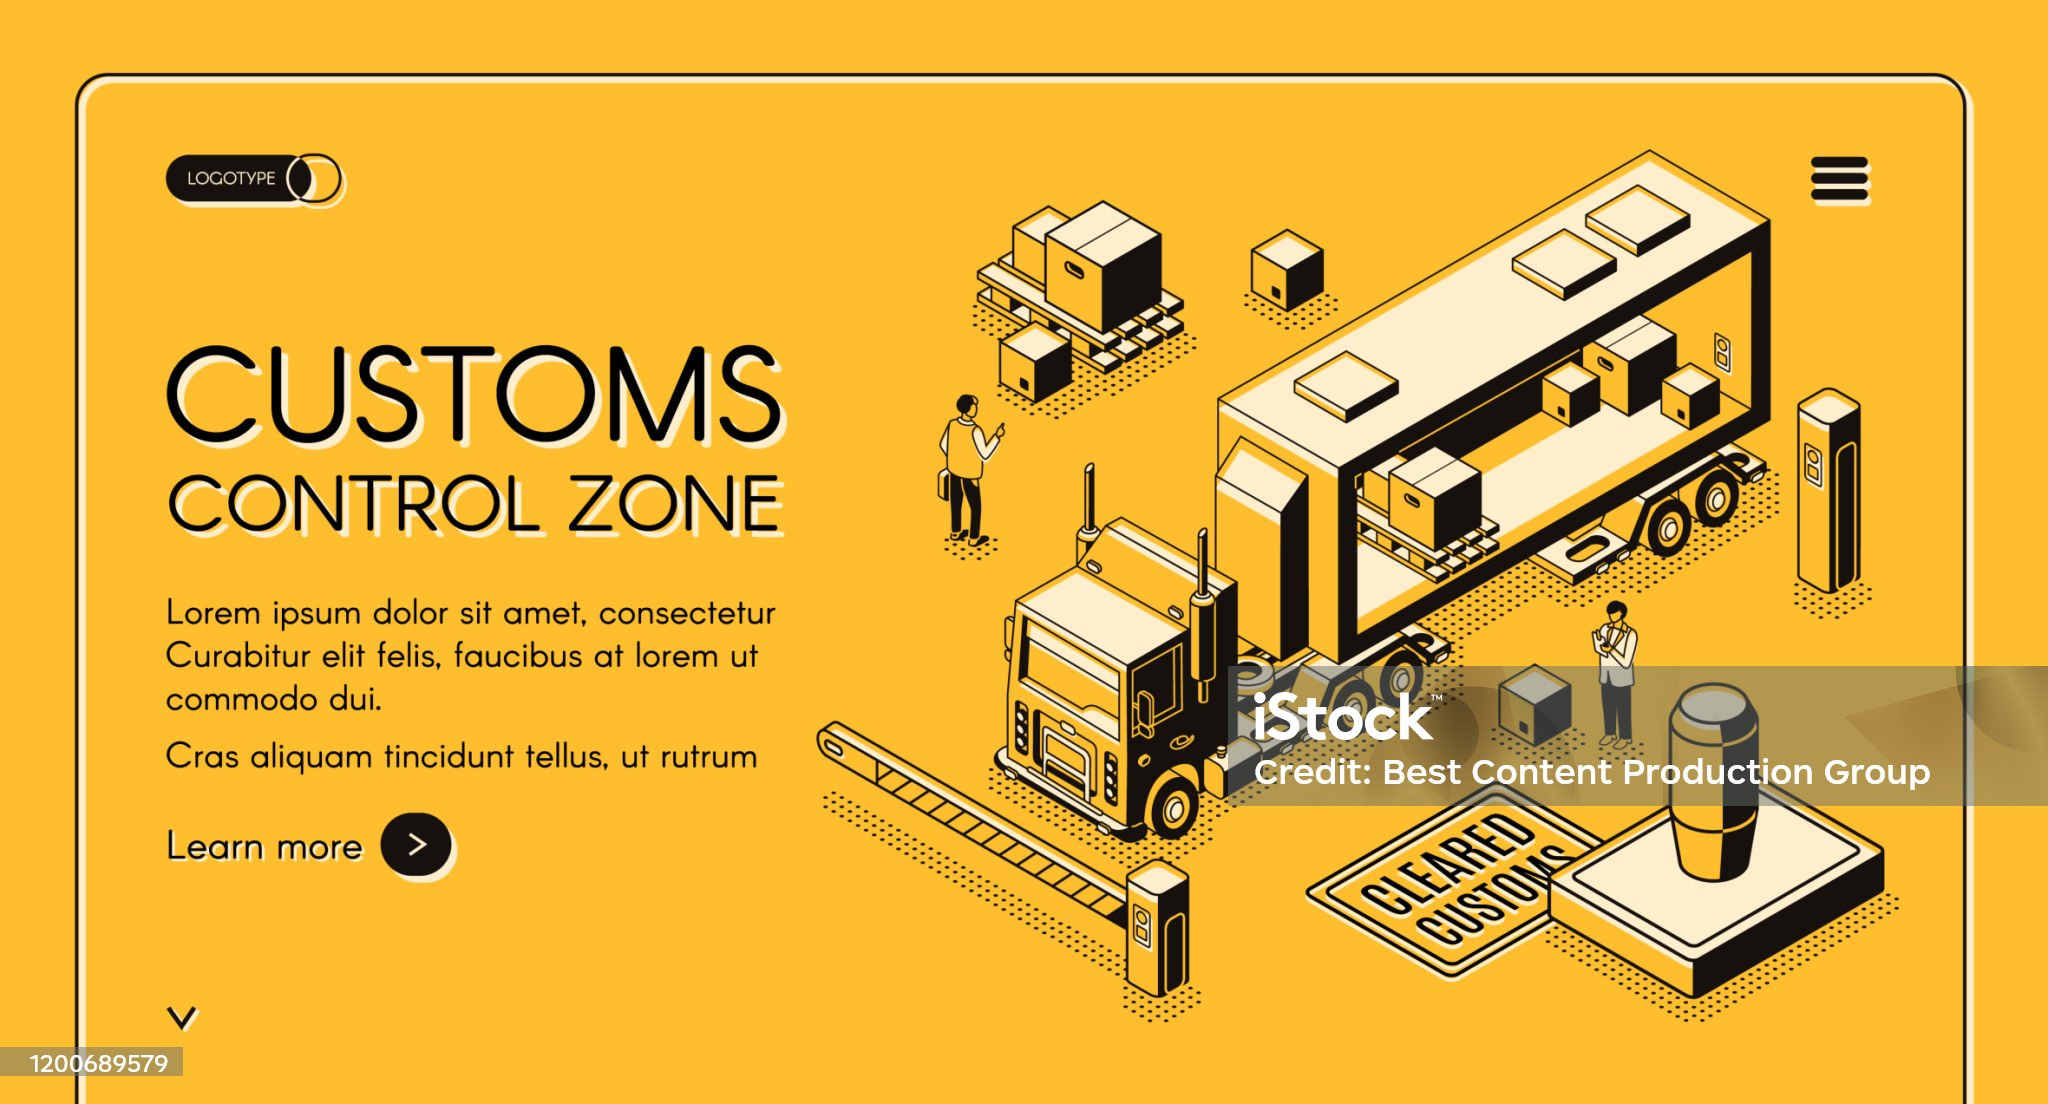 LOGOTYPE
CUSTOMS
CONTROL ZONE
Lorem ipsum dolor sit amet, consectetur
Curabitur elit felis, faucibus at lorem ut
commodo dui.
Cras aliquam tincidunt tellus, ut rutrum
Learn more
iStock™
Credit: Best Content Production Group
CLEARED
CUSTOMS
1200689579